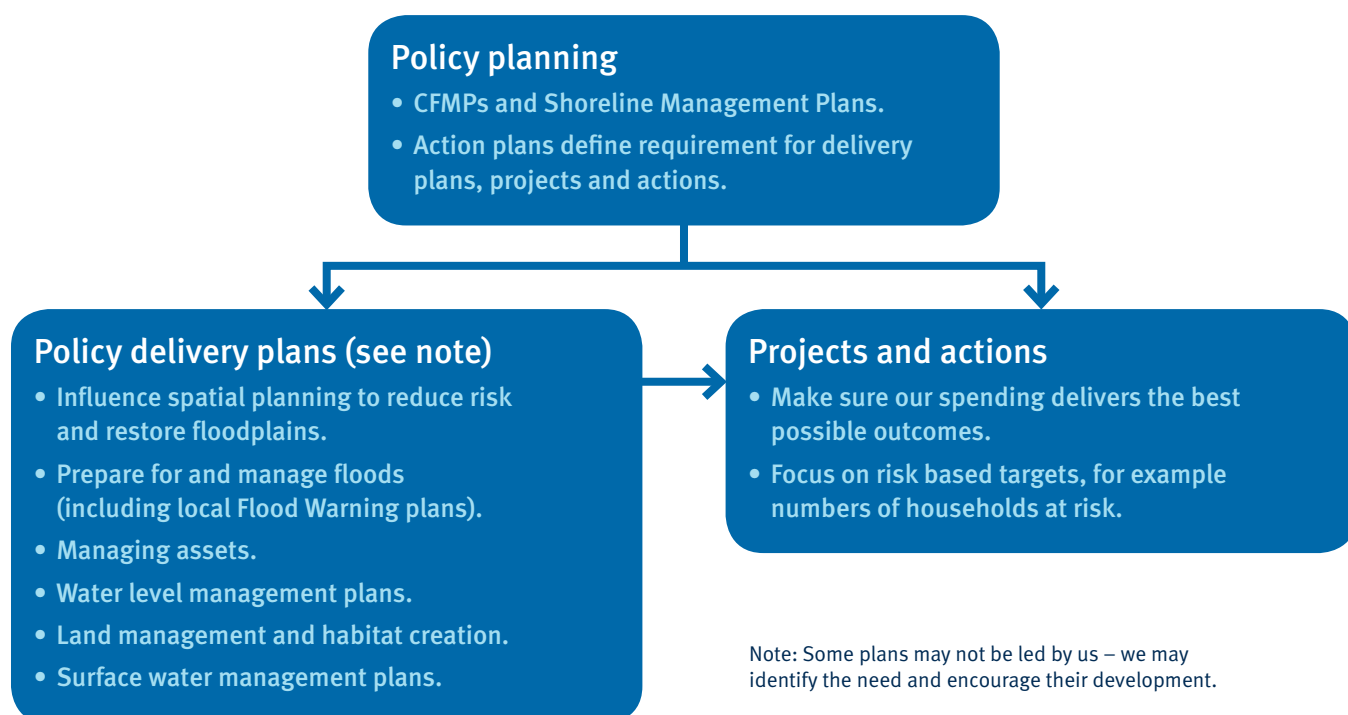 Policy planning
• CFMPs and Shoreline Management Plans.
• Action plans define requirement for delivery
plans, projects and actions.
Policy delivery plans (see note)
• Influence spatial planning to reduce risk
and restore floodplains.
• Prepare for and manage floods
(including local Flood Warning plans).
• Managing assets.
• Water level management plans.
• Land management and habitat creation.
• Surface water management plans.
Projects and actions
• Make sure our spending delivers the best
possible outcomes.
• Focus on risk based targets, for example
numbers of households at risk.
Note: Some plans may not be led by us – we may
identify the need and encourage their development.